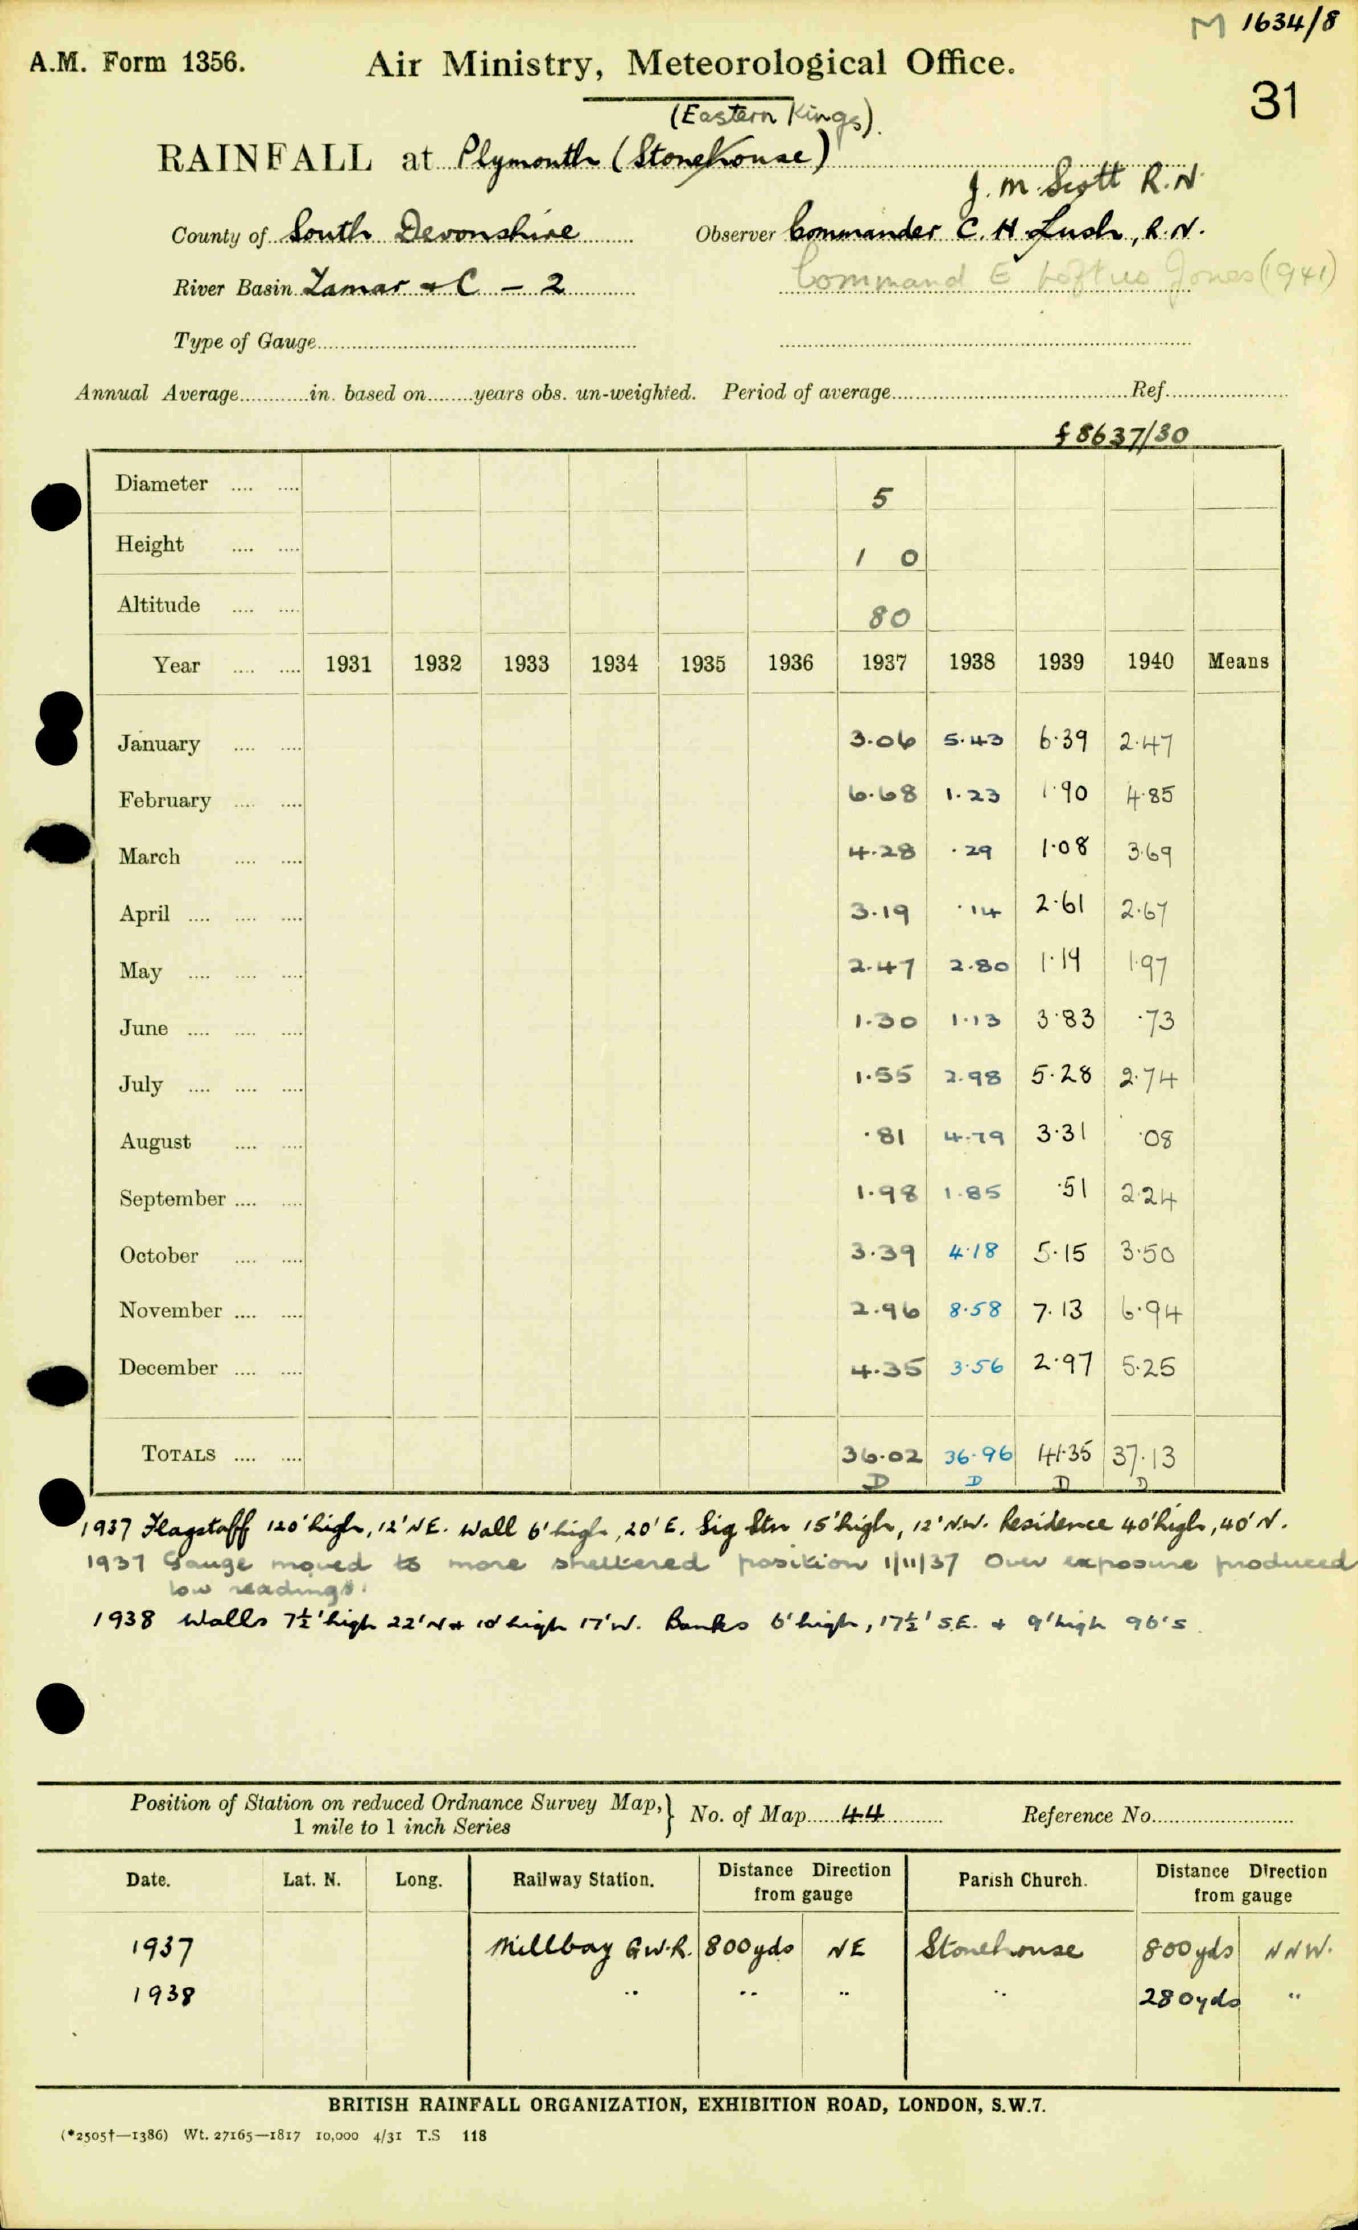 M 1634/8
A.M. Form 1356. Air Ministry, Meteorological Office.
31
(Eastern Kings).
RAINFALL at Plymouth (Stonehouse)
J. M. Scott R.N.
County of South Devonshire Observer Commander C. H. Lush, R.N.
River Basin Tamar &C - 2 Command E Loftus Jones (1941)
Type of Gauge
Annual Average in. based on years obs. un-weighted. Period of average Ref.
£8637/30
Diameter 5
Height 1 0
Altitude 80
Year 1931 1932 1933 1934 1935 1936 1937 1938 1939 1940 Means
January 3.06 5.43 6.39 2.47
February 6.68 1.23 1.90 4.85
March 4.28 .29 1.08 3.69
April 3.19 .14 2.61 2.67
May 2.47 2.80 1.19 1.97
June 1.30 1.13 3.83 .73
July 1.55 2.98 5.28 2.74
August .81 4.79 3.31 .08
September 1.98 1.85 .51 2.24
October 3.39 4.18 5.15 3.50
November 2.96 8.58 7.13 6.94
December 4.35 3.56 2.97 5.25
TOTALS 36.02 36.96 41.35 37.13
D D D D
1937 Flagstaff 120' high, 12' NE. Wall 6' high, 20' E. Sig Stn 15' high, 12' N.W. Residence 40' high, 40' N.
1937 Gauge moved to more sheltered position 1/11/37 Over exposure produced
low readings.
1938 Walls 7½' high 22' N & 10' high 17' W. Banks 6' high, 17½' S.E. & 9' high 96' S.
Position of Station on reduced Ordnance Survey Map, 1 mile to 1 inch Series } No. of Map 44 Reference No.
Date. Lat. N. Long. Railway Station. Distance Direction from gauge Parish Church. Distance Direction from gauge
1937 Millbay G.W.R. 800yds NE Stonehouse 800yds NNW.
1938 " " " " 280yds "
BRITISH RAINFALL ORGANIZATION, EXHIBITION ROAD, LONDON, S.W.7.
(*2505†—1386) Wt. 27165—1817 10,000 4/31 T.S 118